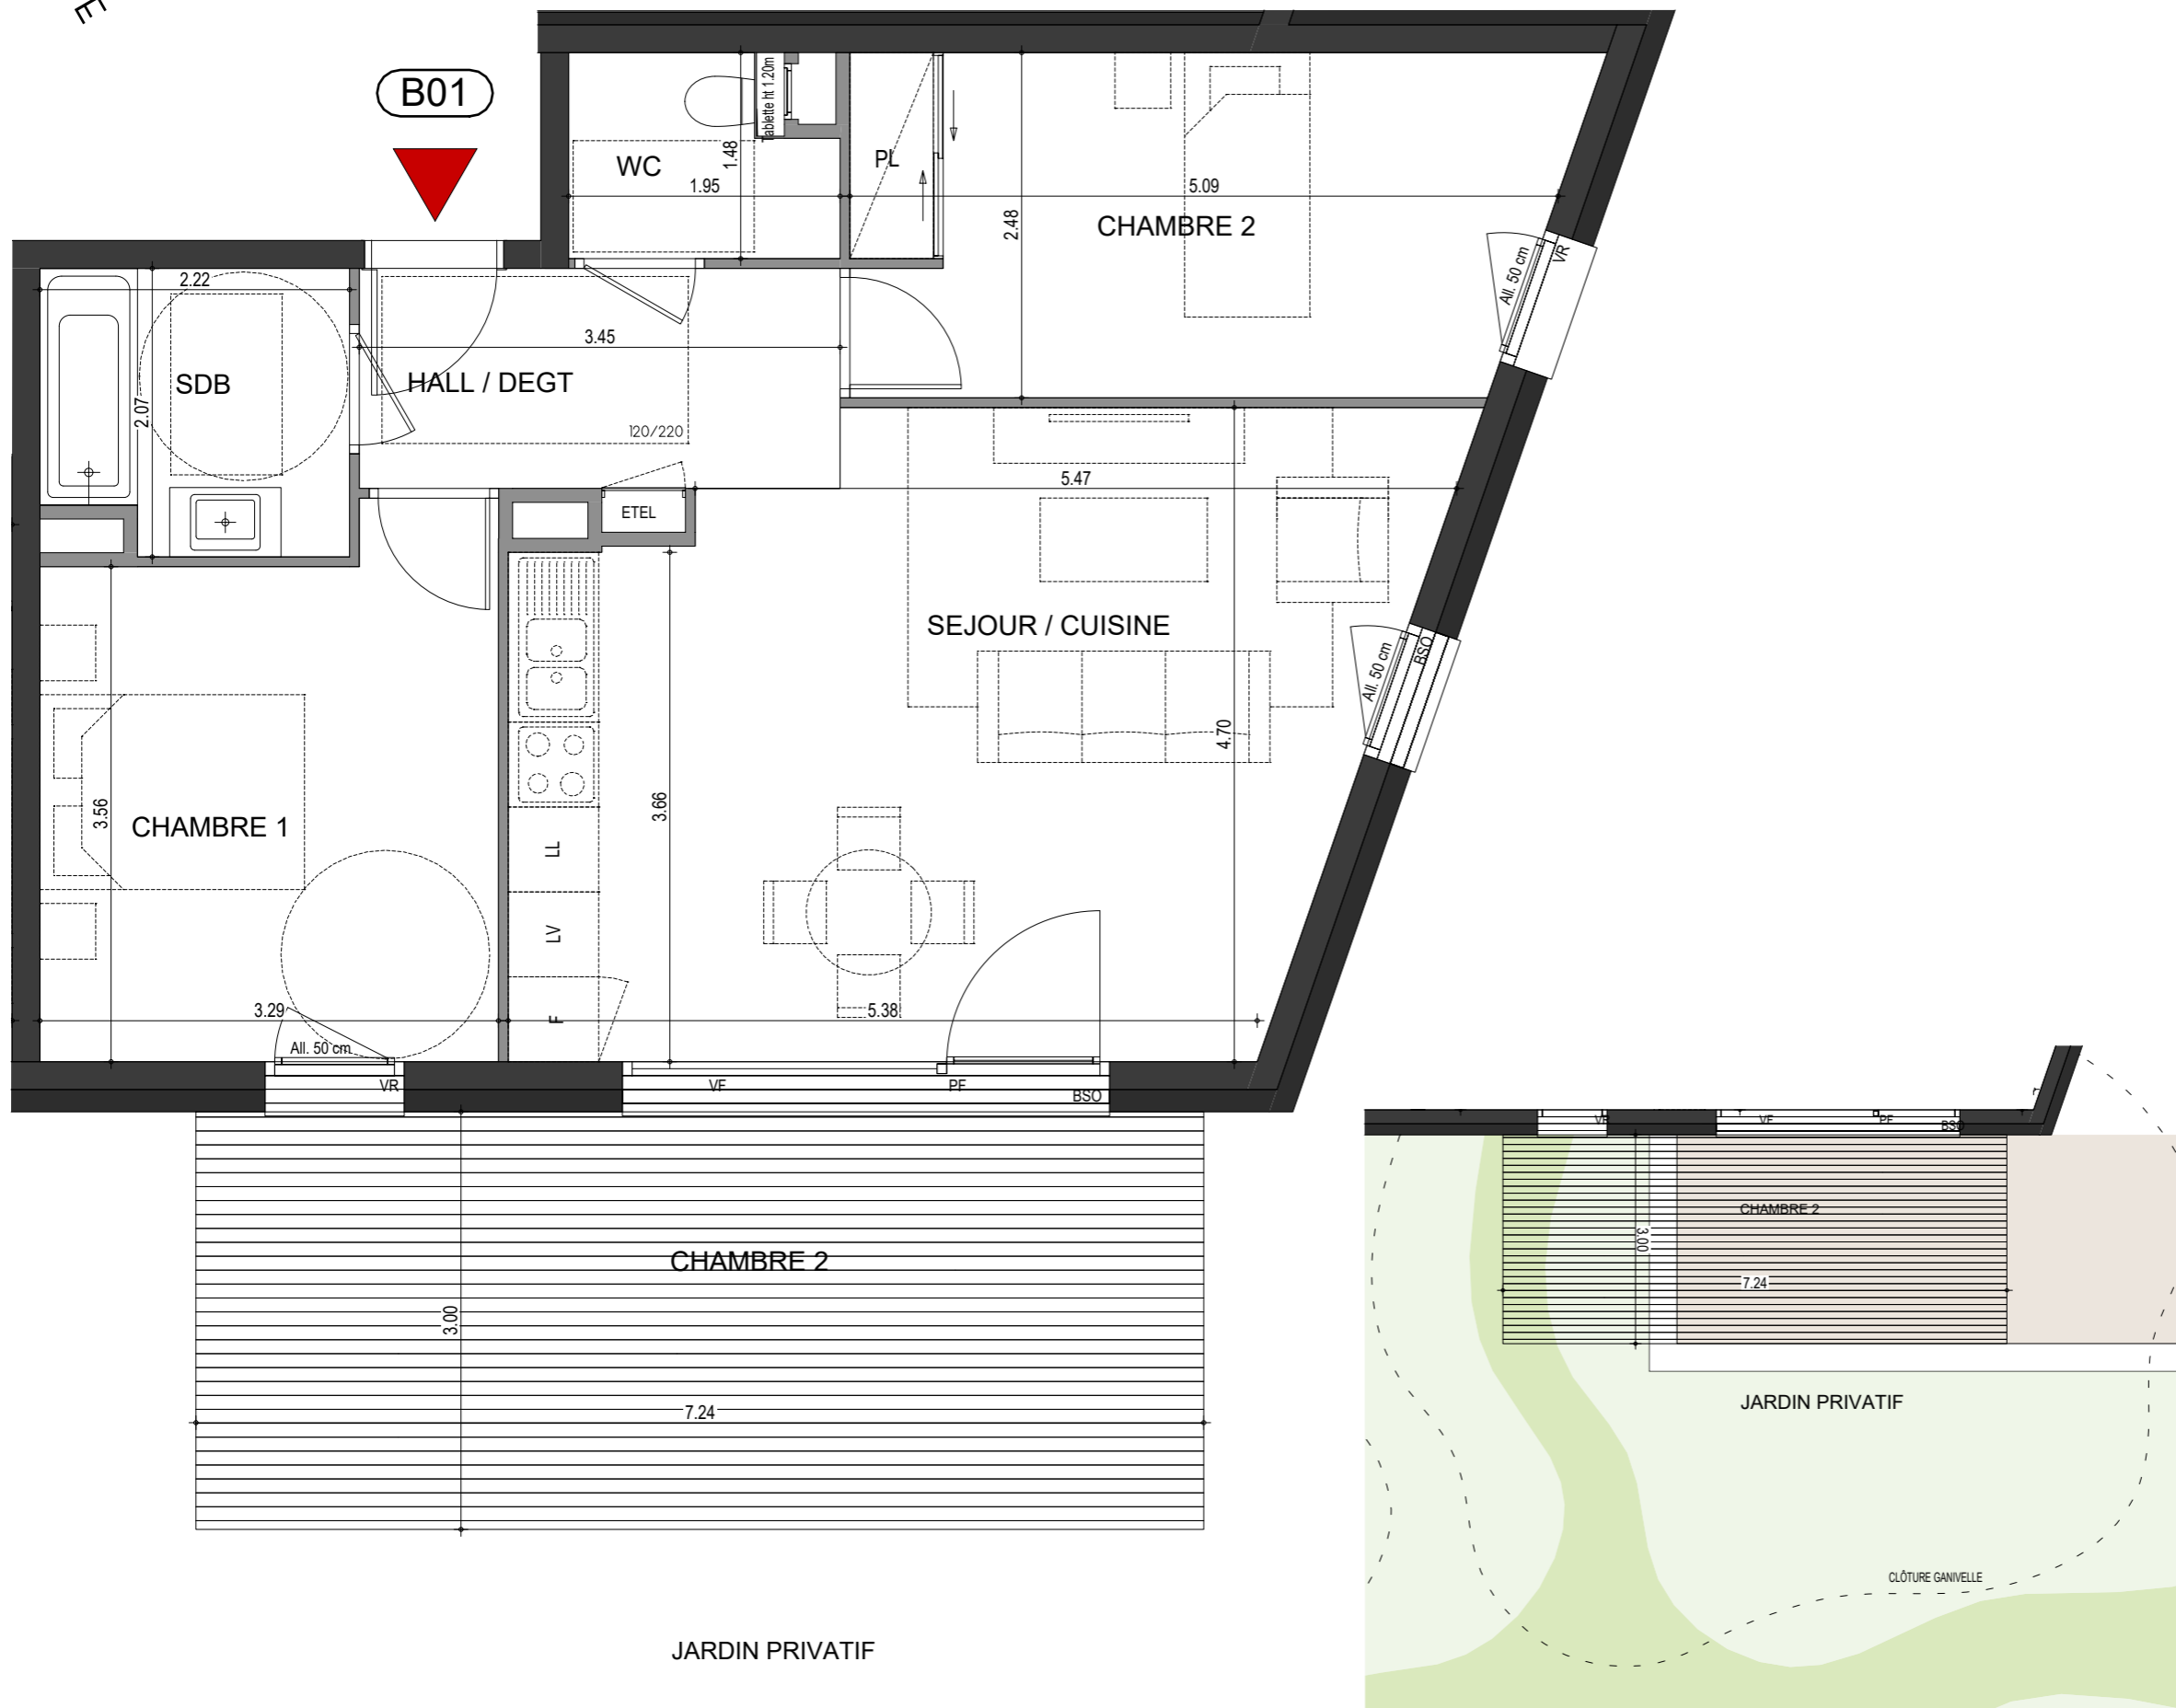 B01
Tablette ht 1.20m
WC
1.48
1.95
PL
5.09
2.48
CHAMBRE 2
All. 50 cm
VR
2.22
SDB
2.07
3.45
HALL / DEGT
120/220
ETEL
5.47
SEJOUR / CUISINE
All. 50 cm
BSO
4.70
3.66
3.56
CHAMBRE 1
LL
LV
F
3.29
5.38
All. 50 cm
VR
VF
PF
BSO
CHAMBRE 2
3.00
7.24
JARDIN PRIVATIF
VR
VF
PF
BSO
CHAMBRE 2
3.00
7.24
JARDIN PRIVATIF
CLÔTURE GANIVELLE